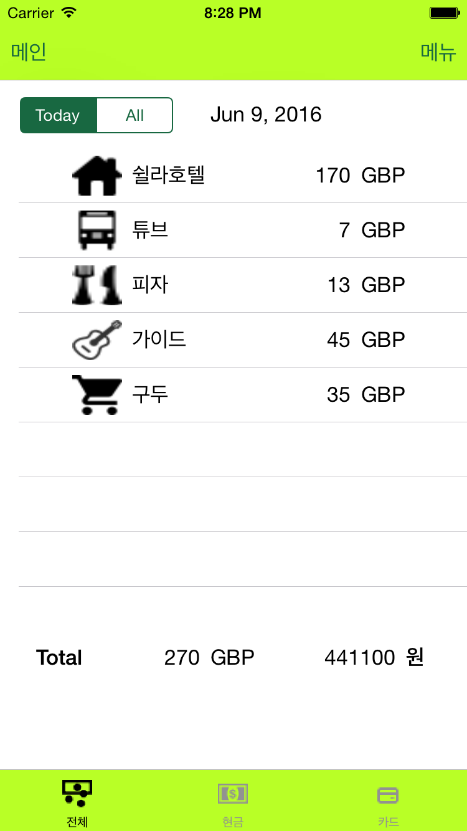 Carrier 8:28 PM
메인 메뉴
Today All Jun 9, 2016
쉴라호텔 170 GBP
튜브 7 GBP
피자 13 GBP
가이드 45 GBP
구두 35 GBP
Total 270 GBP 441100 원
전체 현금 카드